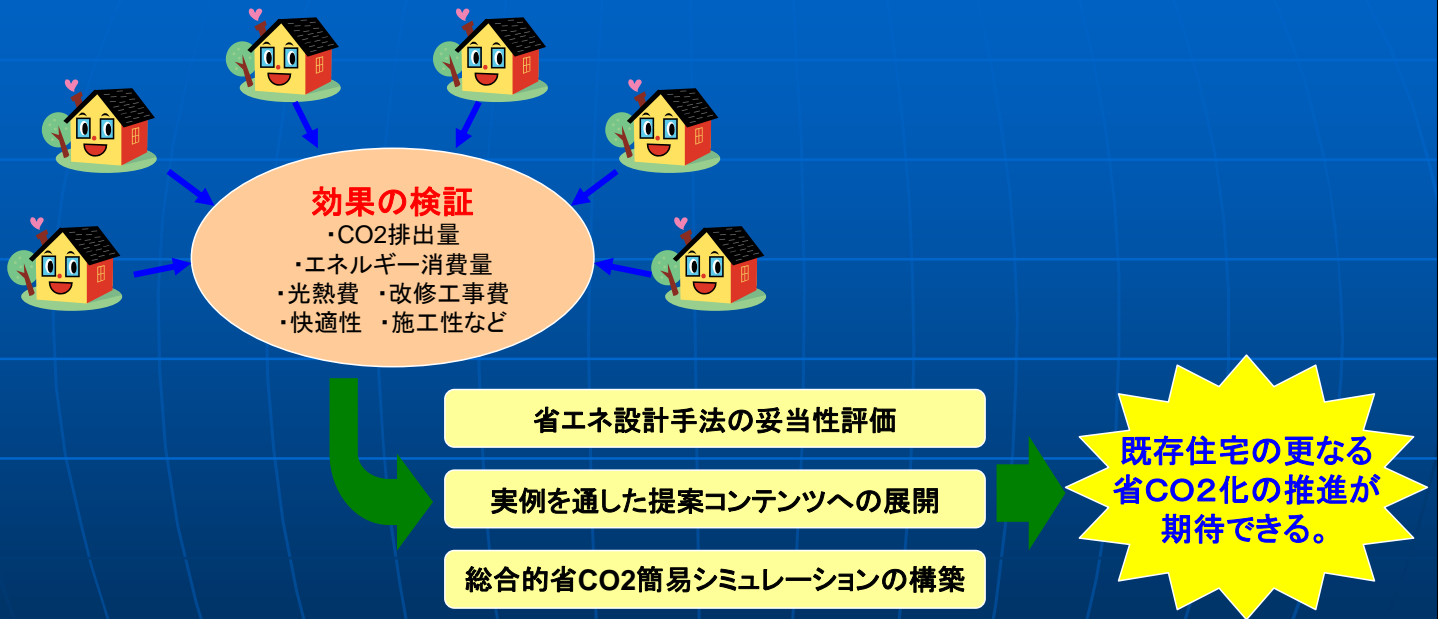 効果の検証
・CO2排出量
・エネルギー消費量
・光熱費　・改修工事費
・快適性　・施工性など
省エネ設計手法の妥当性評価
実例を通した提案コンテンツへの展開
総合的省CO2簡易シミュレーションの構築
既存住宅の更なる
省CO2化の推進が
期待できる。